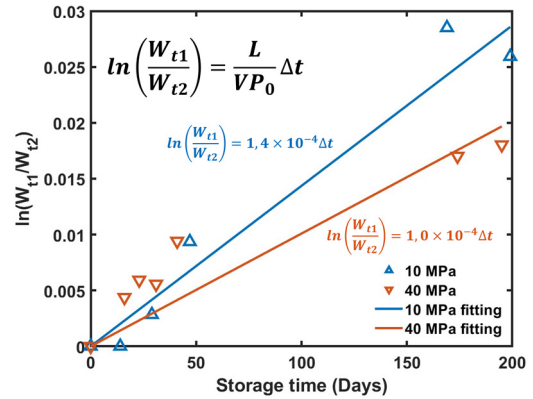 0.03
0.025
0.02
0.015
0.01
0.005
0
ln(W_t1/W_t2)
ln(W_t1/W_t2) = L/VP_0 Δt
ln(W_t1/W_t2) = 1,4 × 10^-4 Δt
ln(W_t1/W_t2) = 1,0 × 10^-4 Δt
10 MPa
40 MPa
10 MPa fitting
40 MPa fitting
0 50 100 150 200
Storage time (Days)